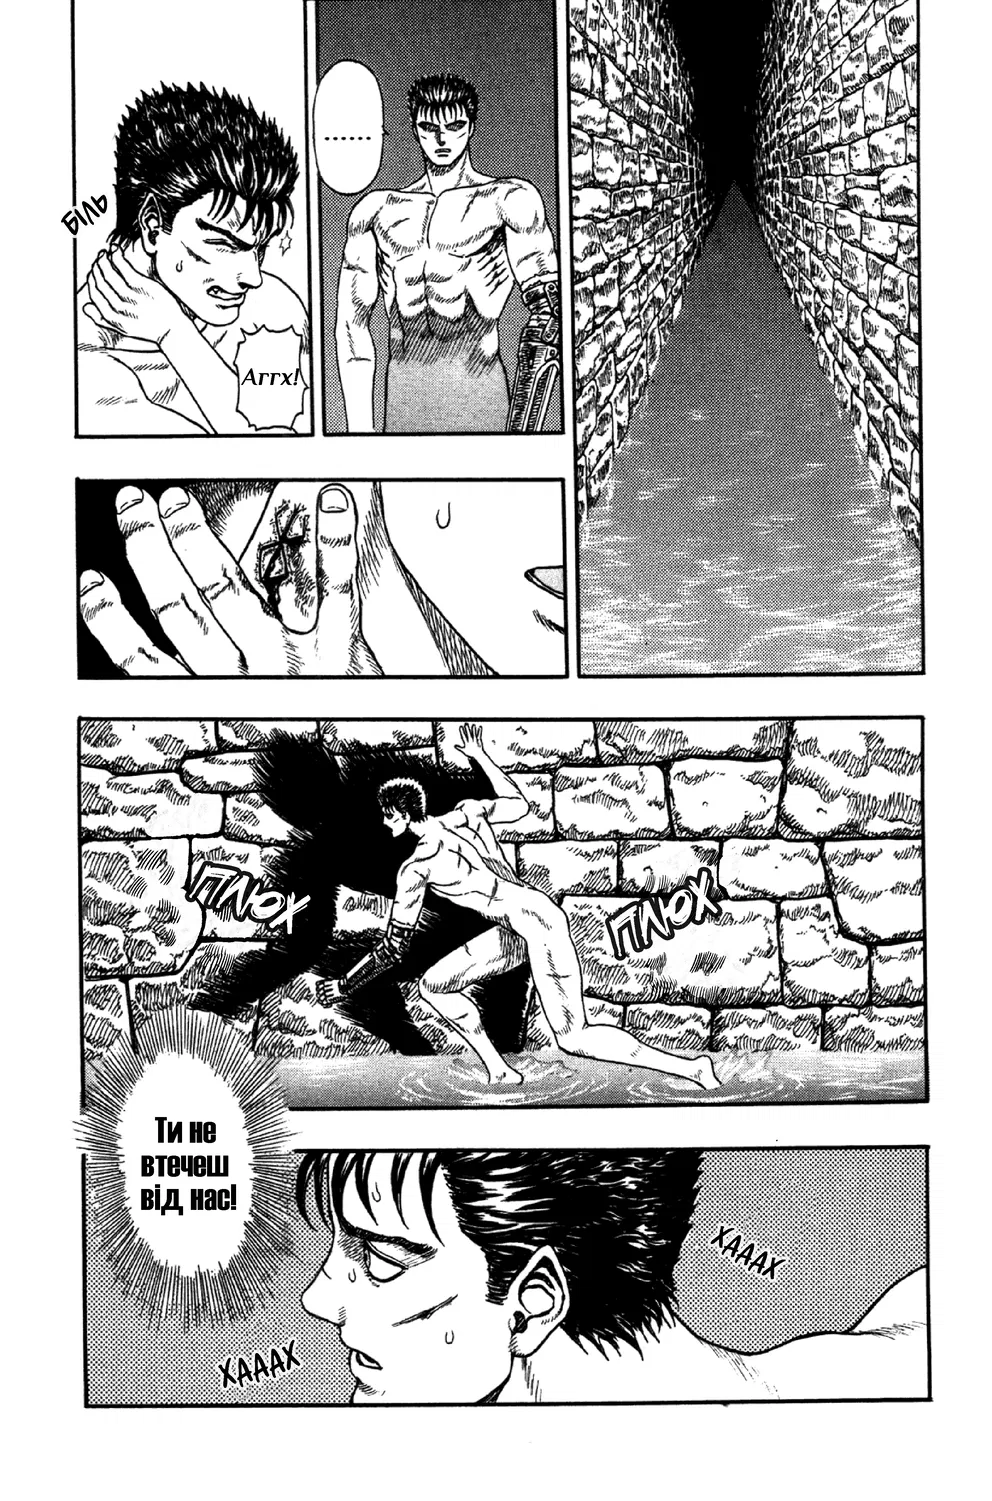 .......
БІЛЬ
Аггх!
ПЛЮХ
ПЛЮХ
Ти не
втечеш
від нас!
ХАААХ
ХАААХ